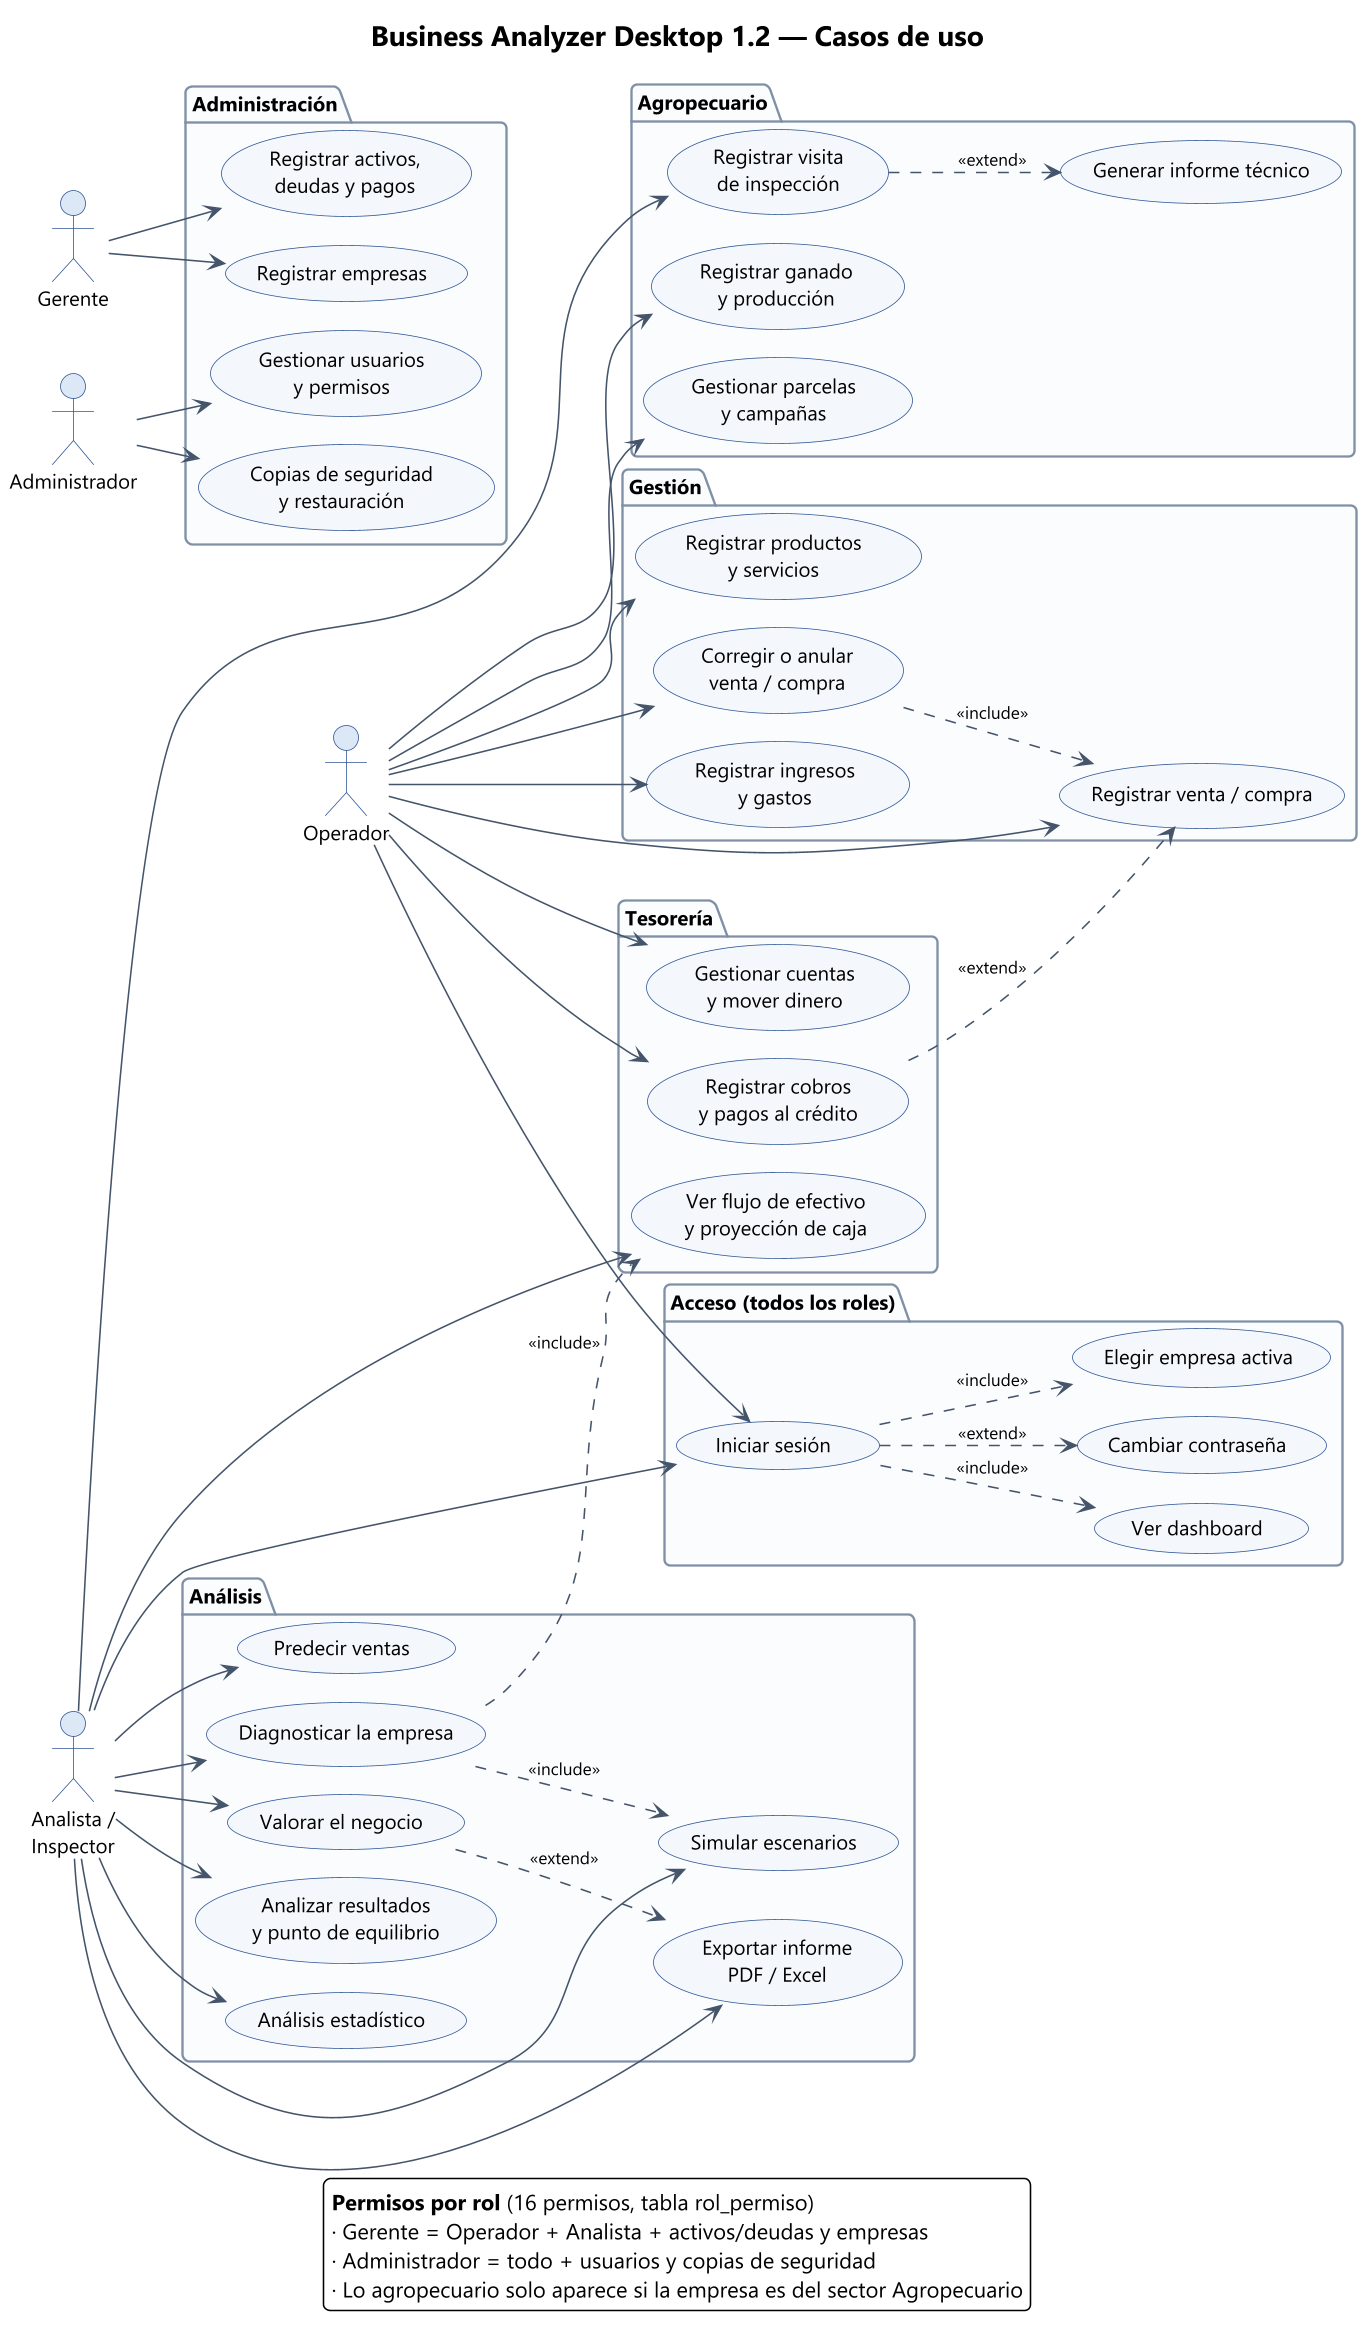 Business Analyzer Desktop 1.2 — Casos de uso
Administración
Registrar activos,
deudas y pagos
Registrar empresas
Gestionar usuarios
y permisos
Copias de seguridad
y restauración
Gerente
Administrador
Agropecuario
Registrar visita
de inspección
«extend»
Generar informe técnico
Registrar ganado
y producción
Gestionar parcelas
y campañas
Gestión
Registrar productos
y servicios
Corregir o anular
venta / compra
«include»
Registrar ingresos
y gastos
Registrar venta / compra
Operador
Tesorería
Gestionar cuentas
y mover dinero
«extend»
Registrar cobros
y pagos al crédito
Ver flujo de efectivo
y proyección de caja
«include»
Acceso (todos los roles)
Elegir empresa activa
«include»
Iniciar sesión
«extend»
Cambiar contraseña
«include»
Ver dashboard
Análisis
Predecir ventas
Diagnosticar la empresa
«include»
Valorar el negocio
Simular escenarios
«extend»
Analizar resultados
y punto de equilibrio
Exportar informe
PDF / Excel
Análisis estadístico
Analista /
Inspector
Permisos por rol (16 permisos, tabla rol_permiso)
· Gerente = Operador + Analista + activos/deudas y empresas
· Administrador = todo + usuarios y copias de seguridad
· Lo agropecuario solo aparece si la empresa es del sector Agropecuario